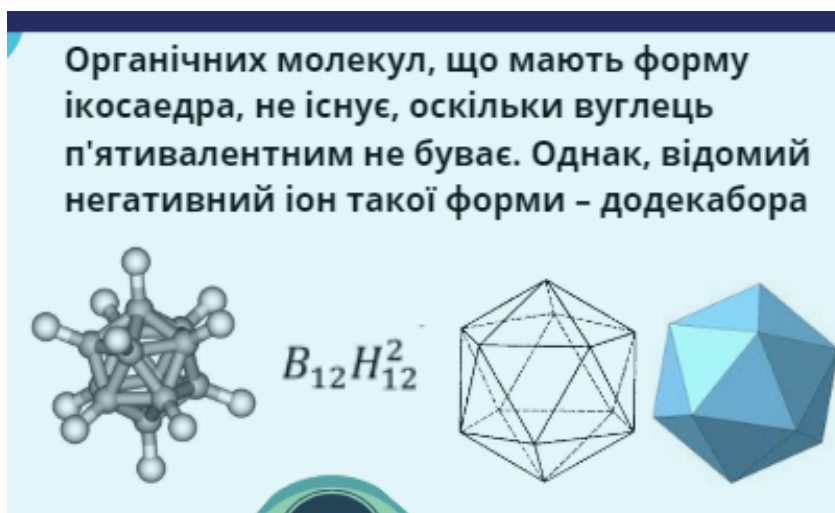 Органічних молекул, що мають форму
ікосаедра, не існує, оскільки вуглець
п'ятивалентним не буває. Однак, відомий
негативний іон такої форми – додекабора
B₁₂H₁₂²⁻